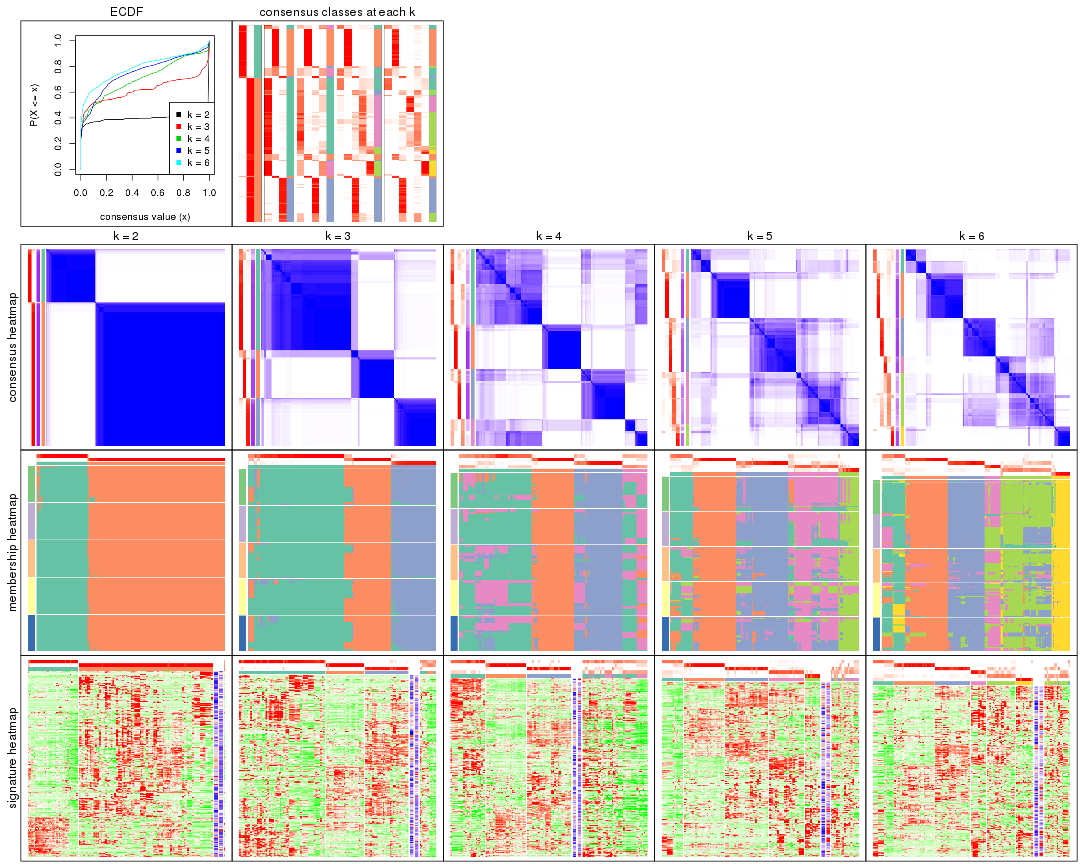 ECDF
consensus classes at each k
P(X <= x)
0.0 0.2 0.4 0.6 0.8 1.0
k = 2
k = 3
k = 4
k = 5
k = 6
0.0 0.2 0.4 0.6 0.8 1.0
consensus value (x)
k = 2
k = 3
k = 4
k = 5
k = 6
consensus heatmap
membership heatmap
signature heatmap